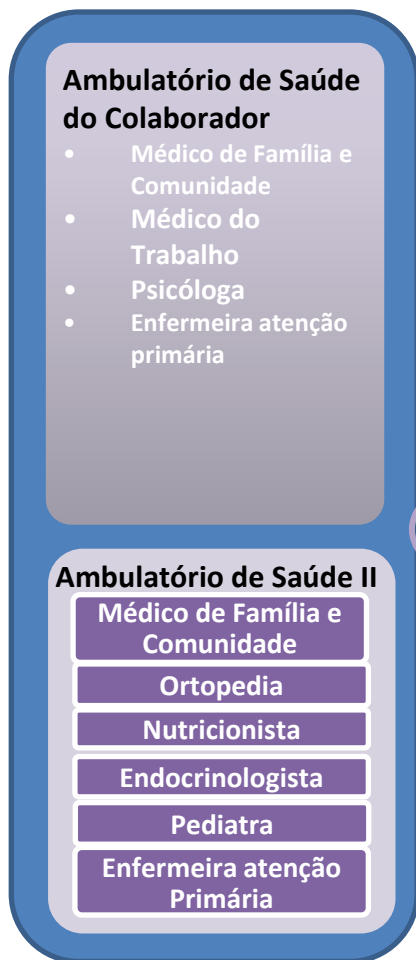 Ambulatório de Saúde
do Colaborador
• Médico de Família e
Comunidade
• Médico do
Trabalho
• Psicóloga
• Enfermeira atenção
primária
Ambulatório de Saúde II
Médico de Família e
Comunidade
Ortopedia
Nutricionista
Endocrinologista
Pediatra
Enfermeira atenção
Primária